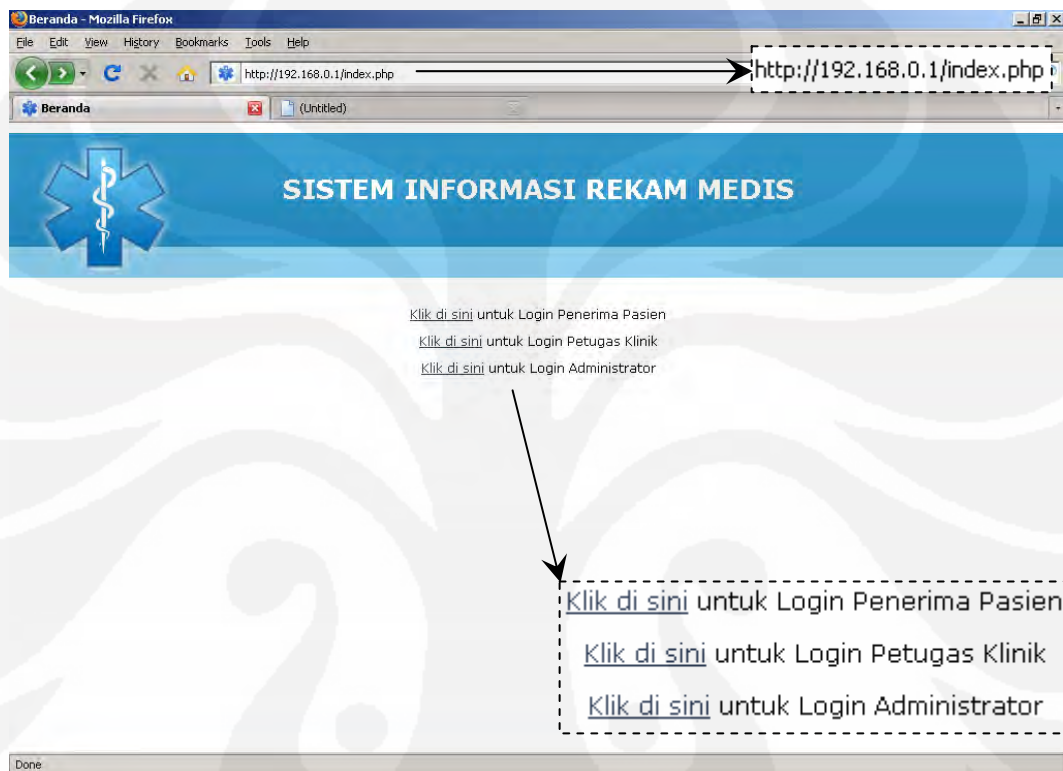 Beranda - Mozilla Firefox
File Edit View History Bookmarks Tools Help
http://192.168.0.1/index.php
http://192.168.0.1/index.php
Beranda (Untitled)
SISTEM INFORMASI REKAM MEDIS
Klik di sini untuk Login Penerima Pasien
Klik di sini untuk Login Petugas Klinik
Klik di sini untuk Login Administrator
Klik di sini untuk Login Penerima Pasien
Klik di sini untuk Login Petugas Klinik
Klik di sini untuk Login Administrator
Done